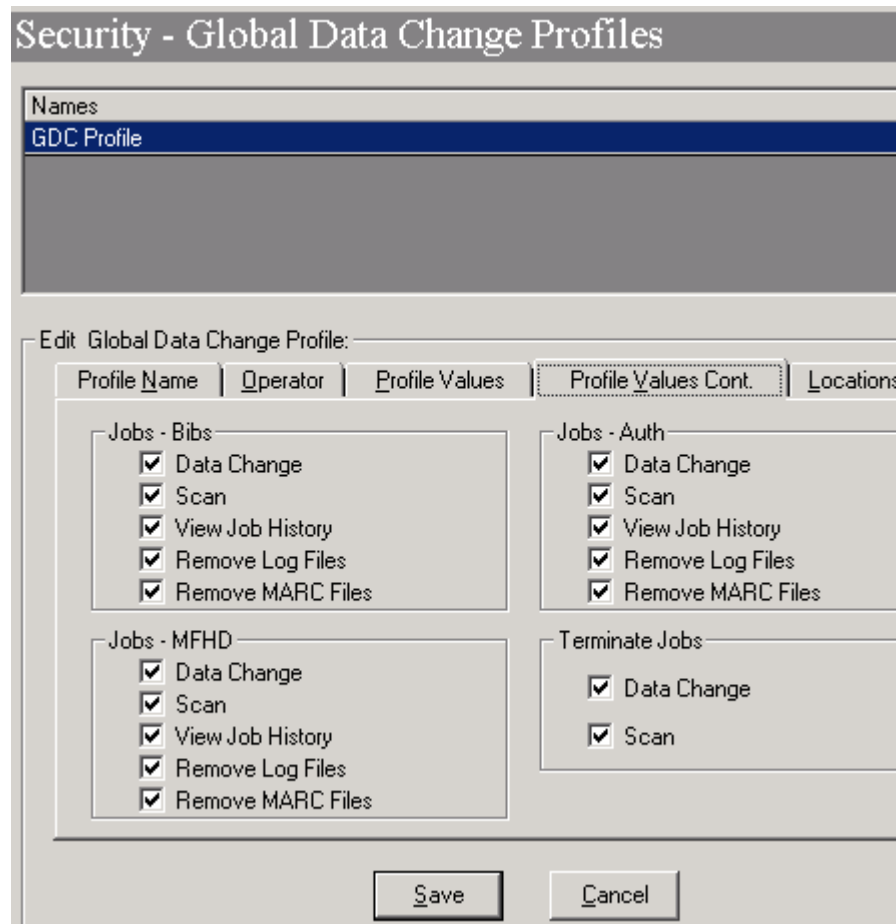 Security - Global Data Change Profiles
Names
GDC Profile
Edit Global Data Change Profile:
Profile Name
Operator
Profile Values
Profile Values Cont.
Locations
Jobs - Bibs
Data Change
Scan
View Job History
Remove Log Files
Remove MARC Files
Jobs - Auth
Data Change
Scan
View Job History
Remove Log Files
Remove MARC Files
Jobs - MFHD
Data Change
Scan
View Job History
Remove Log Files
Remove MARC Files
Terminate Jobs
Data Change
Scan
Save
Cancel